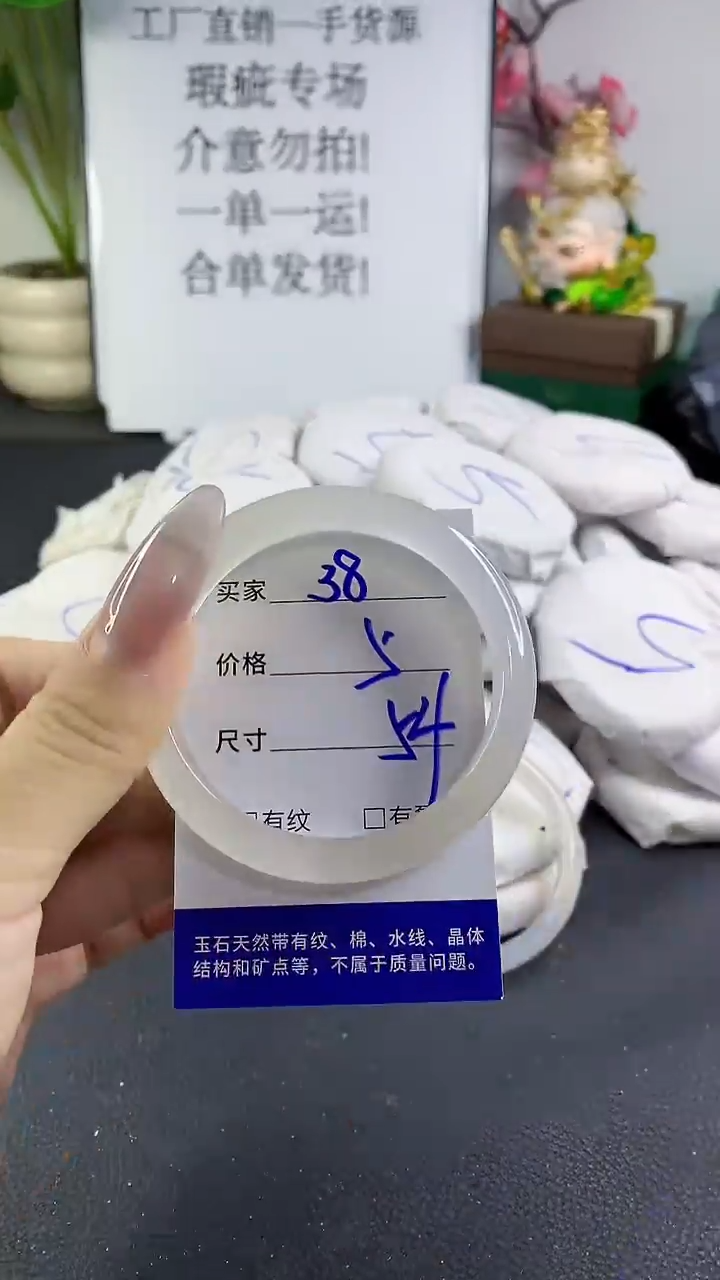 工厂直销一手货源
瑕疵专场
介意勿拍!
一单一运!
合单发货!
买家 38
价格 5
尺寸 54
□有纹 □有
玉石天然带有纹、棉、水线、晶体
结构和矿点等，不属于质量问题。